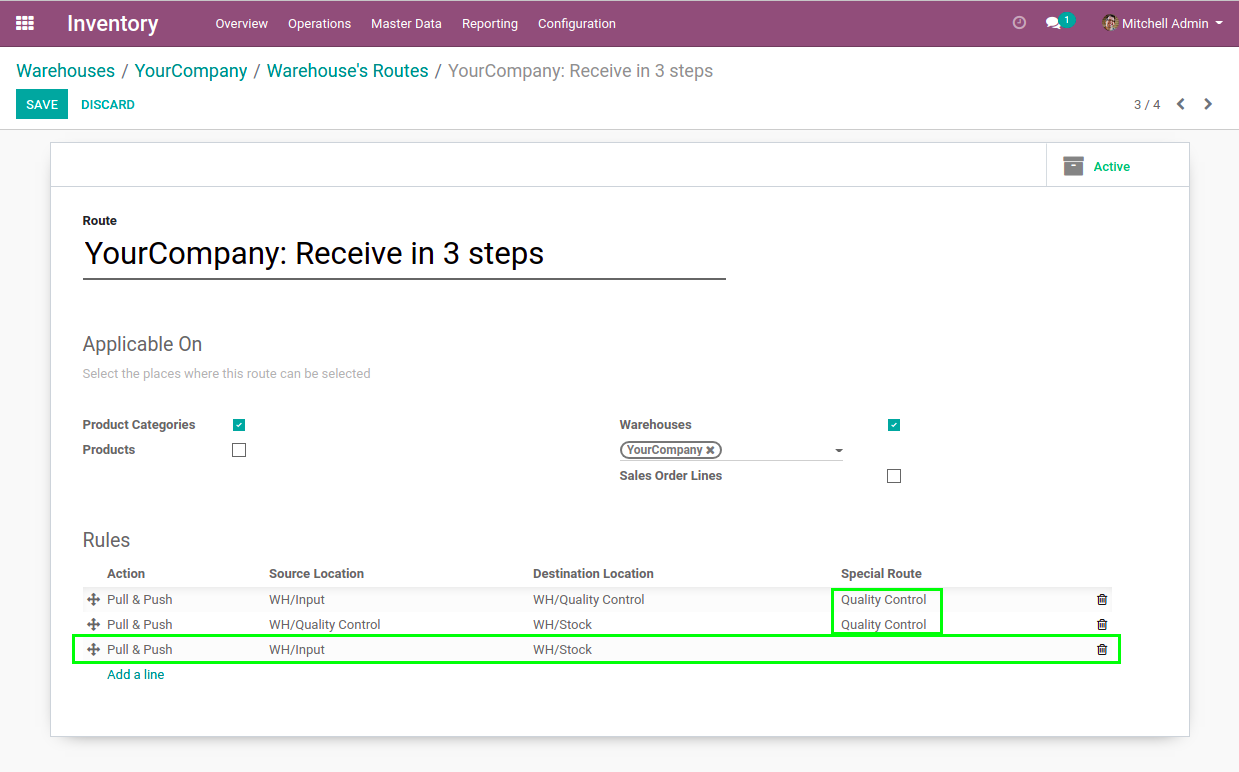 Inventory Overview Operations Master Data Reporting Configuration 1 Mitchell Admin
Warehouses / YourCompany / Warehouse's Routes / YourCompany: Receive in 3 steps
SAVE DISCARD 3 / 4
Active
Route
YourCompany: Receive in 3 steps
Applicable On
Select the places where this route can be selected
Product Categories Warehouses
Products YourCompany
Sales Order Lines
Rules
Action Source Location Destination Location Special Route
Pull & Push WH/Input WH/Quality Control Quality Control
Pull & Push WH/Quality Control WH/Stock Quality Control
Pull & Push WH/Input WH/Stock
Add a line